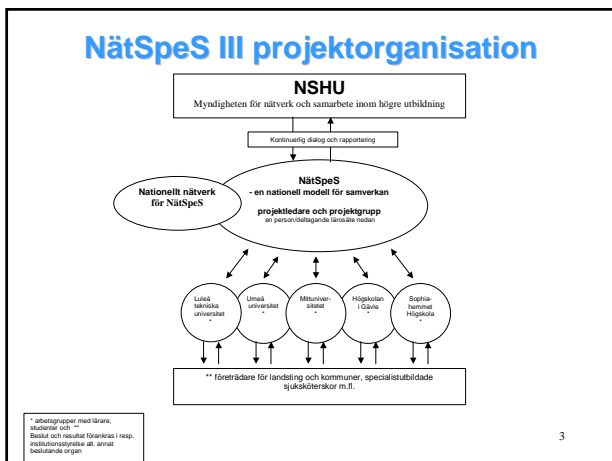 NätSpeS III projektorganisation
NSHU
Myndigheten för nätverk och samarbete inom högre utbildning
Kontinuerlig dialog och rapportering
Nationellt nätverk
för NätSpeS
NätSpeS
- en nationell modell för samverkan
projektledare och projektgrupp
en person/deltagande lärosäte nedan
Luleå
tekniska
universitet
*
Umeå
universitet
*
Mittuniver-
sitetet
*
Högskolan
i Gävle
*
Sophia-
hemmet
Högskola
*
** företrädare för landsting och kommuner, specialistutbildade
sjuksköterskor m.fl.
* arbetsgrupper med lärare,
studenter och **
Beslut och resultat förankras i resp.
institutionsstyrelse alt. annat
beslutande organ
3